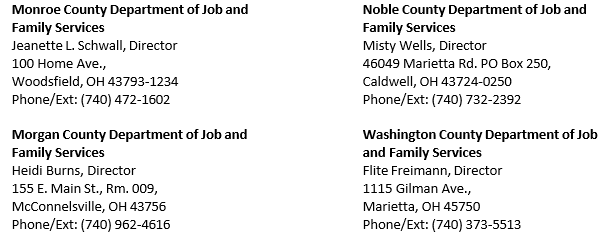 Monroe County Department of Job and
Family Services
Jeanette L. Schwall, Director
100 Home Ave.,
Woodsfield, OH 43793-1234
Phone/Ext: (740) 472-1602
Noble County Department of Job and
Family Services
Misty Wells, Director
46049 Marietta Rd. PO Box 250,
Caldwell, OH 43724-0250
Phone/Ext: (740) 732-2392
Morgan County Department of Job and
Family Services
Heidi Burns, Director
155 E. Main St., Rm. 009,
McConnelsville, OH 43756
Phone/Ext: (740) 962-4616
Washington County Department of Job
and Family Services
Flite Freimann, Director
1115 Gilman Ave.,
Marietta, OH 45750
Phone/Ext: (740) 373-5513